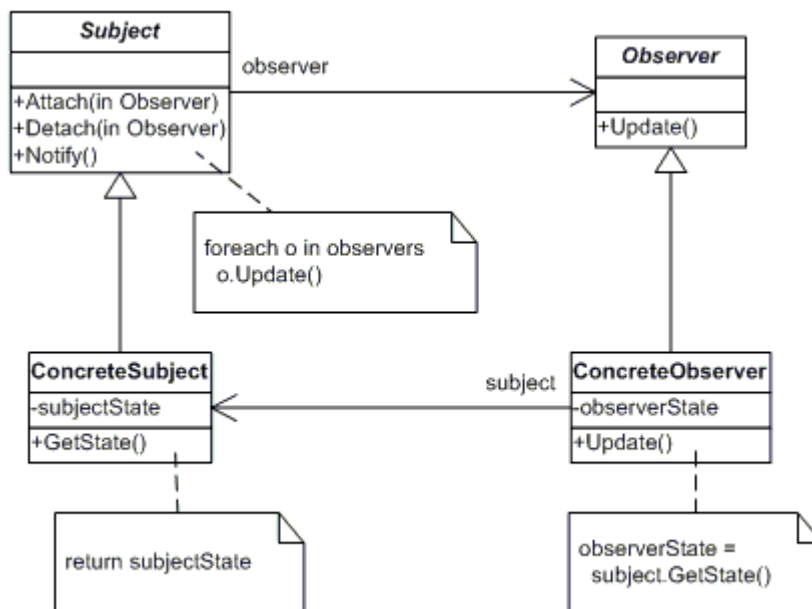 Subject
+Attach(in Observer)
+Detach(in Observer)
+Notify()
observer
Observer
+Update()
foreach o in observers
o.Update()
ConcreteSubject
-subjectState
+GetState()
subject
ConcreteObserver
-observerState
+Update()
return subjectState
observerState =
subject.GetState()